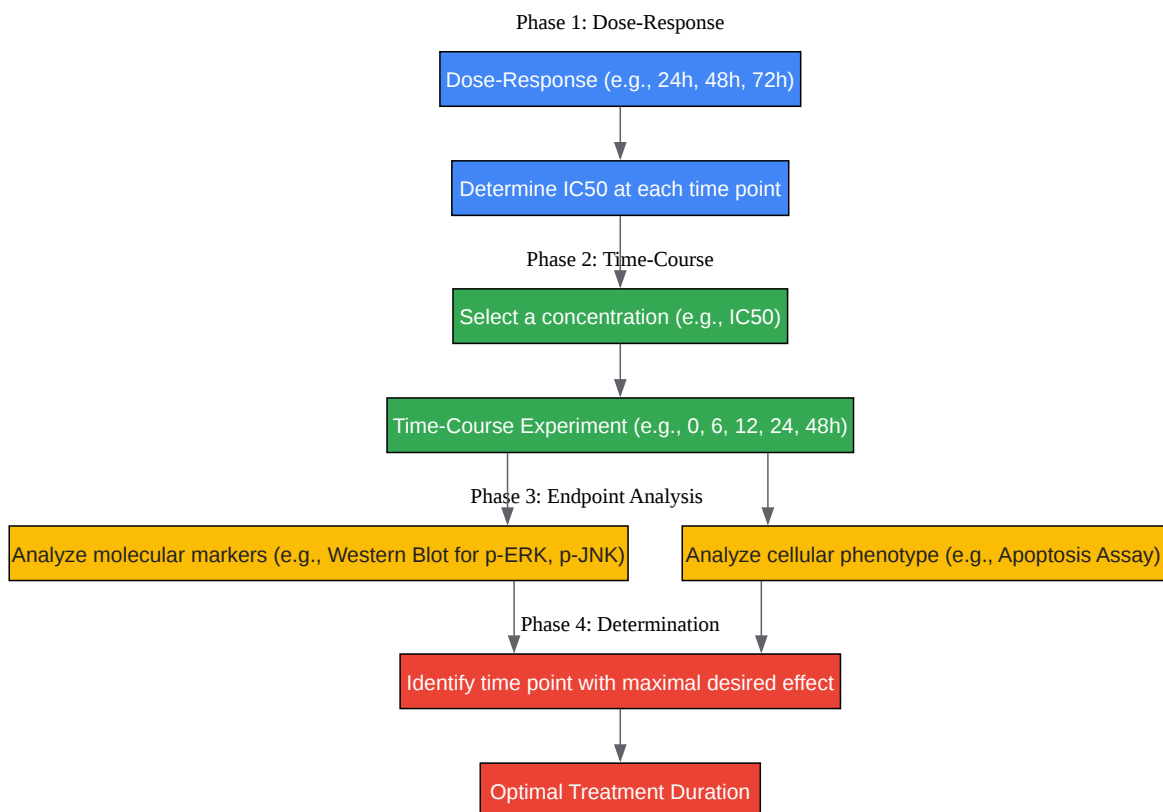 Phase 1: Dose-Response
Dose-Response (e.g., 24h, 48h, 72h)
Determine IC50 at each time point
Phase 2: Time-Course
Select a concentration (e.g., IC50)
Time-Course Experiment (e.g., 0, 6, 12, 24, 48h)
Phase 3: Endpoint Analysis
Analyze molecular markers (e.g., Western Blot for p-ERK, p-JNK)
Analyze cellular phenotype (e.g., Apoptosis Assay)
Phase 4: Determination
Identify time point with maximal desired effect
Optimal Treatment Duration